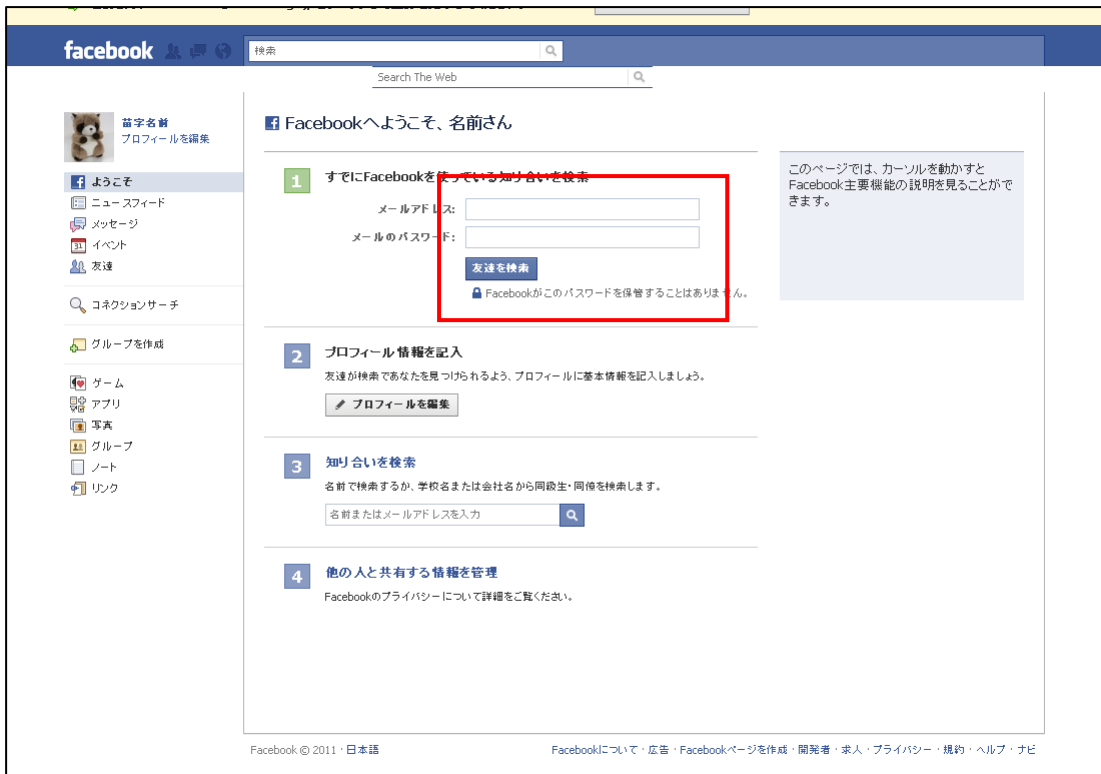 facebook
検索
Search The Web
苗字名前
プロフィールを編集
ようこそ
ニュースフィード
メッセージ
31 イベント
友達
コネクションサーチ
グループを作成
ゲーム
アプリ
写真
グループ
ノート
リンク
Facebookへようこそ、名前さん
1 すでにFacebookを使っている知り合いを検索
メールアドレス:
メールのパスワード:
友達を検索
Facebookがこのパスワードを保管することはありません。
2 プロフィール情報を記入
友達が検索であなたを見つけられるよう、プロフィールに基本情報を記入しましょう。
プロフィールを編集
3 知り合いを検索
名前で検索するか、学校名または会社名から同級生・同僚を検索します。
名前またはメールアドレスを入力
4 他の人と共有する情報を管理
Facebookのプライバシーについて詳細をご覧ください。
このページでは、カーソルを動かすと
Facebook主要機能の説明を見ることがで
きます。
Facebook © 2011 · 日本語
Facebookについて · 広告 · Facebookページを作成 · 開発者 · 求人 · プライバシー · 規約 · ヘルプ · ナビ